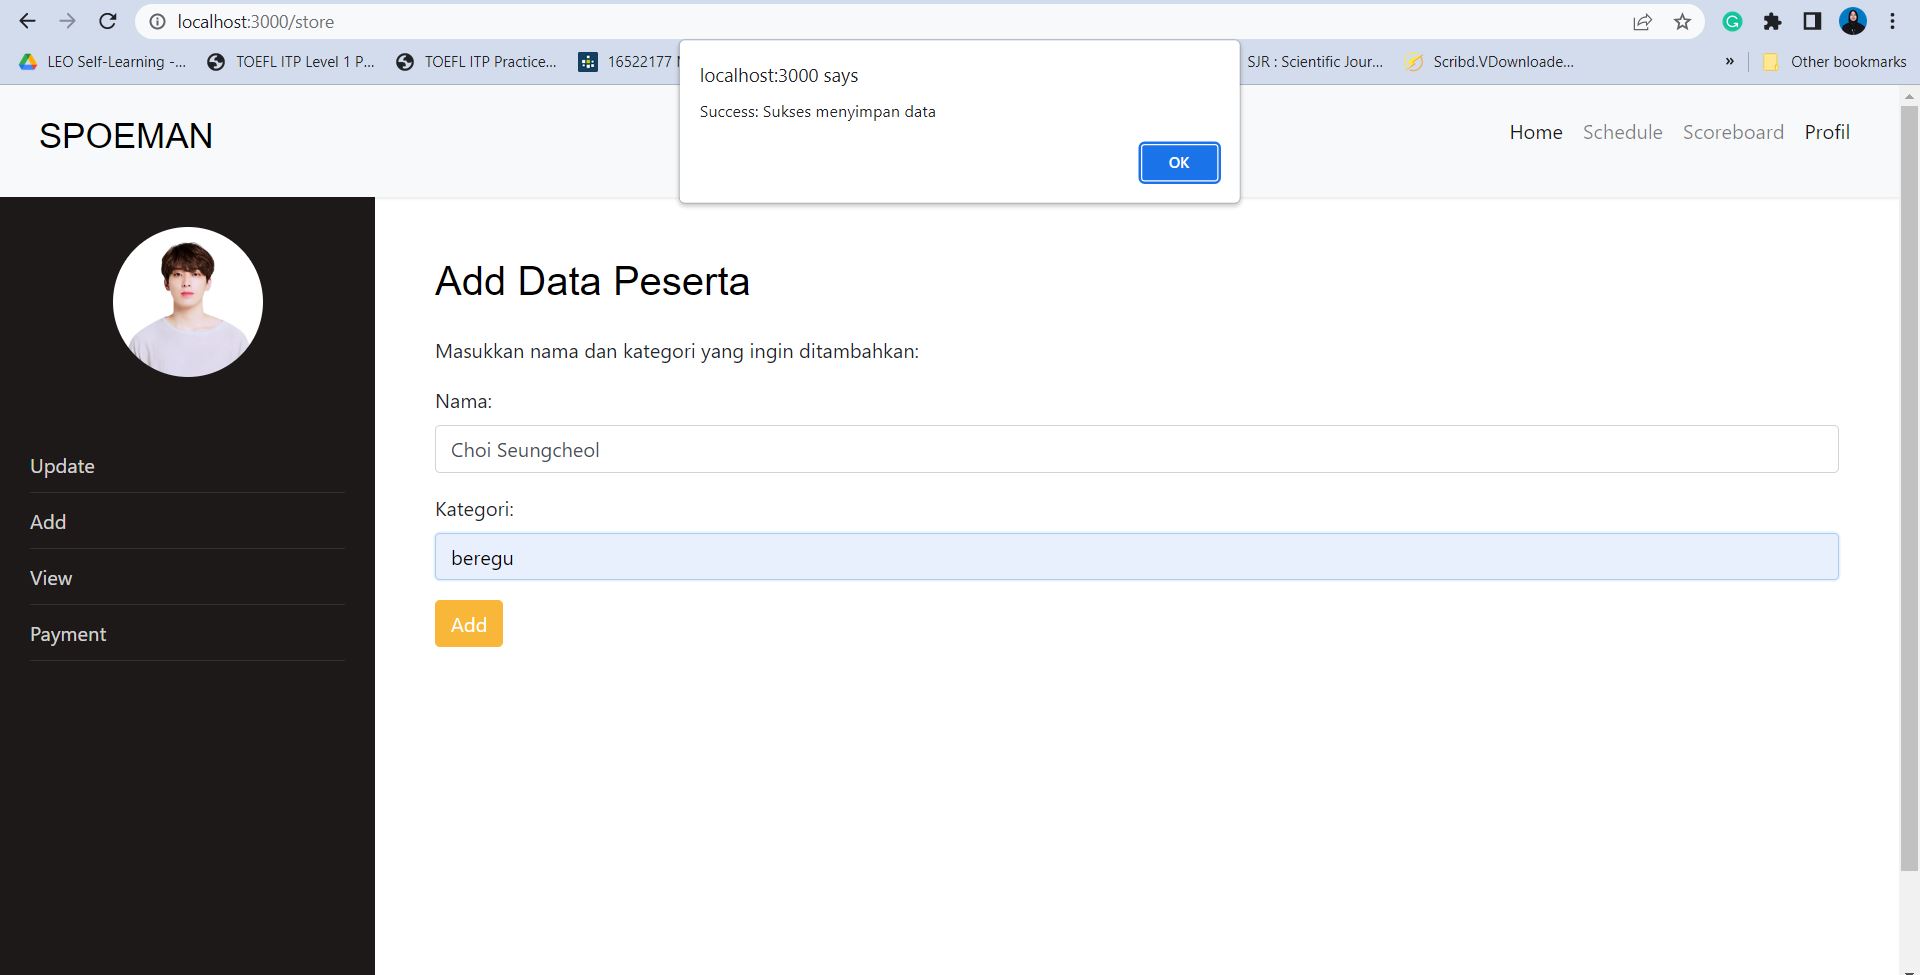 localhost:3000/store
LEO Self-Learning -...
TOEFL ITP Level 1 P...
TOEFL ITP Practice...
16522177
SJR : Scientific Jour...
Scribd.VDownloade...
»
Other bookmarks
localhost:3000 says
Success: Sukses menyimpan data
OK
SPOEMAN
Home
Schedule
Scoreboard
Profil
Update
Add
View
Payment
Add Data Peserta
Masukkan nama dan kategori yang ingin ditambahkan:
Nama:
Choi Seungcheol
Kategori:
beregu
Add